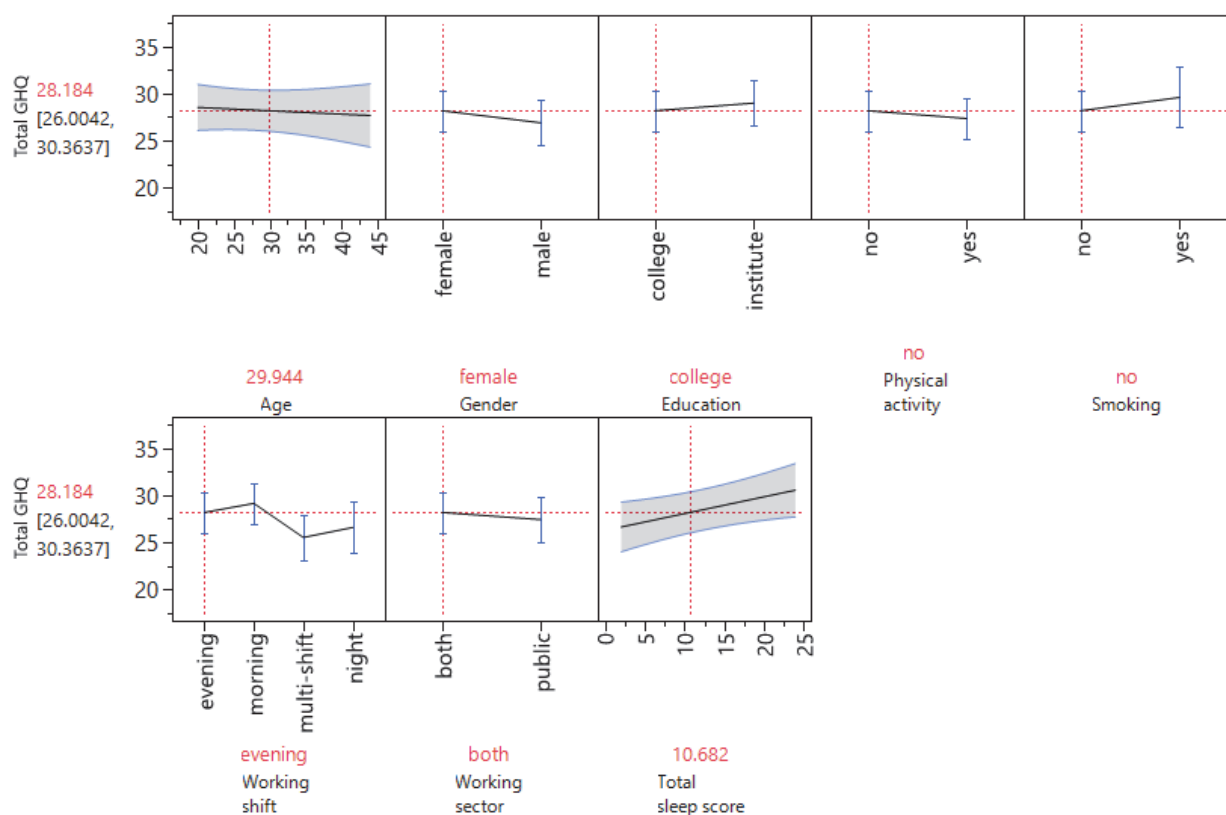 Total GHQ
28.184
[26.0042,
30.3637]
35
30
25
20
20 25 30 35 40 45
female male
college institute
no yes
no yes
29.944
Age
female
Gender
college
Education
no
Physical
activity
no
Smoking
Total GHQ
28.184
[26.0042,
30.3637]
35
30
25
20
evening morning multi-shift night
both public
0 5 10 15 20 25
evening
Working
shift
both
Working
sector
10.682
Total
sleep score